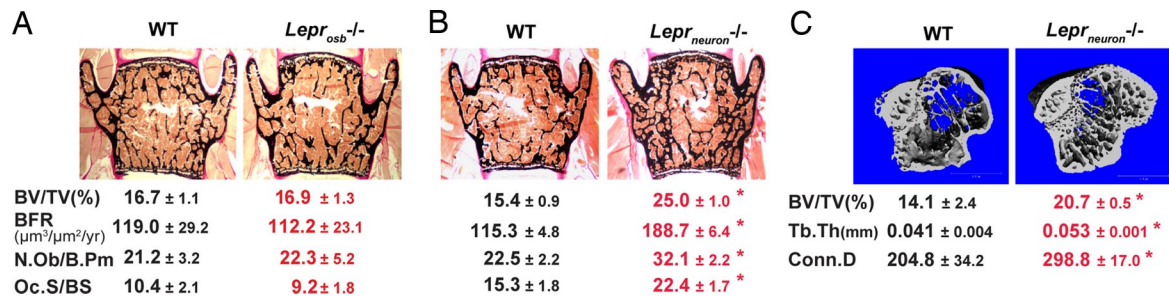 A
WT
Lepr osb -/-
BV/TV(%) 16.7 ± 1.1 16.9 ± 1.3
BFR 119.0 ± 29.2 112.2 ± 23.1
(μm³/μm²/yr)
N.Ob/B.Pm 21.2 ± 3.2 22.3 ± 5.2
Oc.S/BS 10.4 ± 2.1 9.2 ± 1.8
B
WT
Lepr neuron -/-
15.4 ± 0.9 25.0 ± 1.0 *
115.3 ± 4.8 188.7 ± 6.4 *
22.5 ± 2.2 32.1 ± 2.2 *
15.3 ± 1.8 22.4 ± 1.7 *
C
WT
Lepr neuron -/-
BV/TV(%) 14.1 ± 2.4 20.7 ± 0.5 *
Tb.Th(mm) 0.041 ± 0.004 0.053 ± 0.001 *
Conn.D 204.8 ± 34.2 298.8 ± 17.0 *